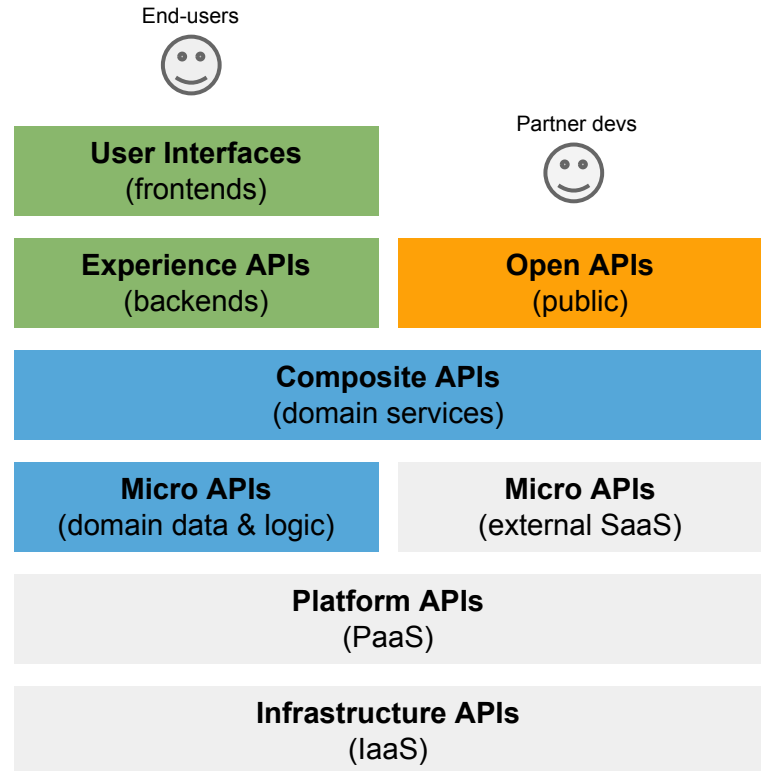 End-users
Partner devs
User Interfaces
(frontends)
Experience APIs
(backends)
Open APIs
(public)
Composite APIs
(domain services)
Micro APIs
(domain data & logic)
Micro APIs
(external SaaS)
Platform APIs
(PaaS)
Infrastructure APIs
(IaaS)